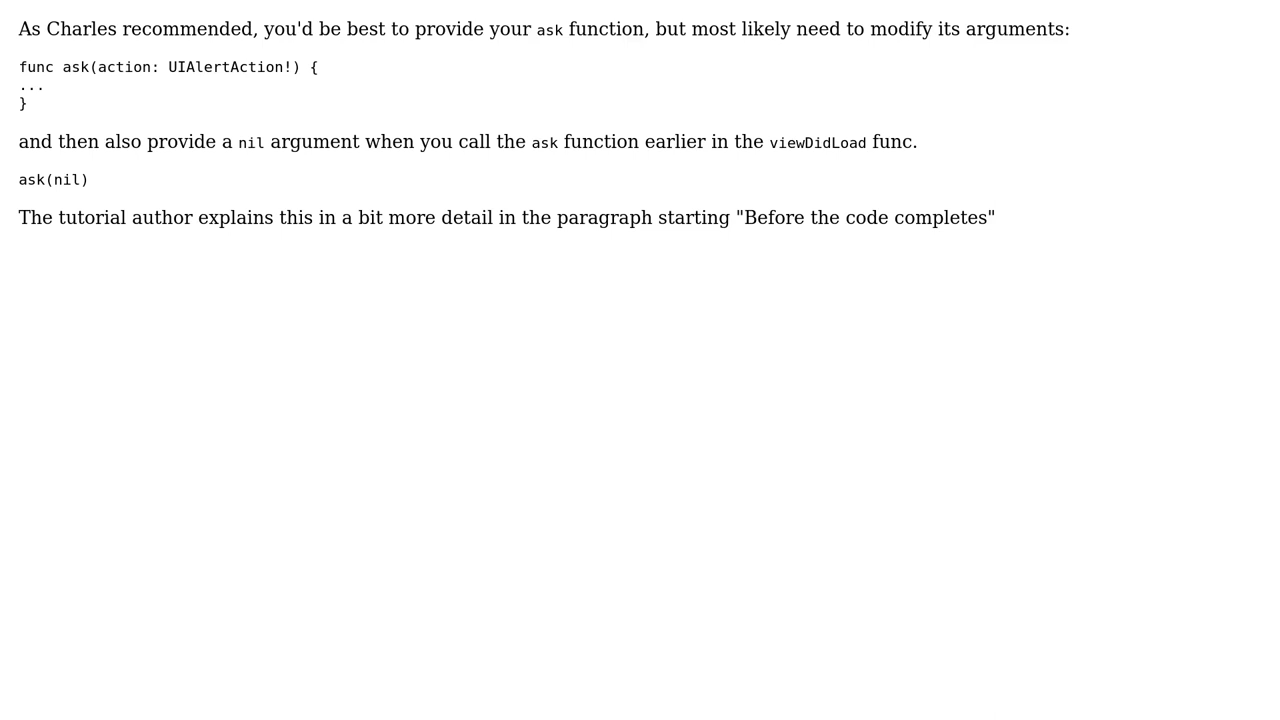 As Charles recommended, you'd be best to provide your ask function, but most likely need to modify its arguments:
func ask(action: UIAlertAction!) {
...
}
and then also provide a nil argument when you call the ask function earlier in the viewDidLoad func.
ask(nil)
The tutorial author explains this in a bit more detail in the paragraph starting "Before the code completes"